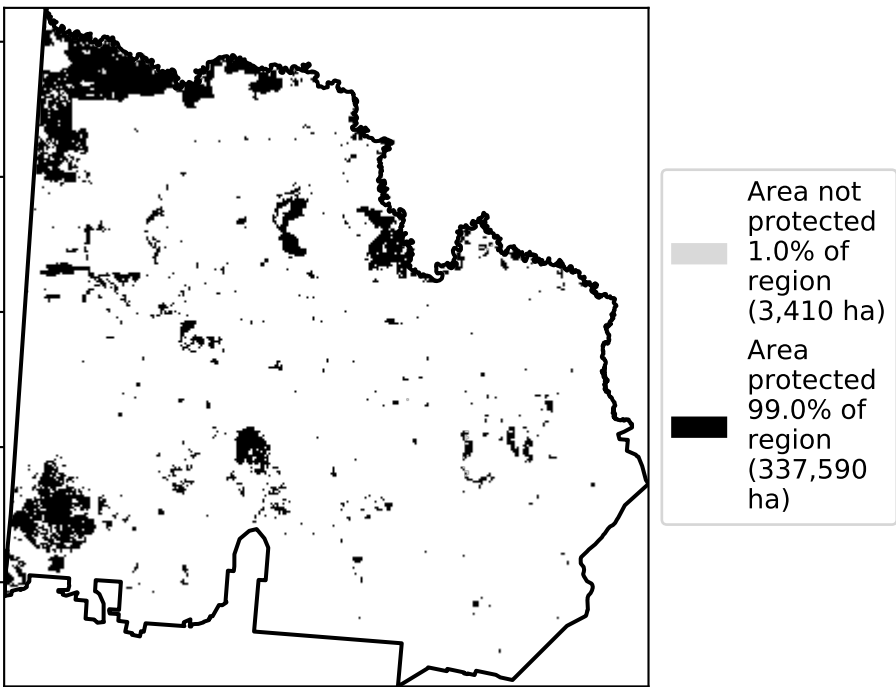 Area not
protected
1.0% of
region
(3,410 ha)
Area
protected
99.0% of
region
(337,590
ha)